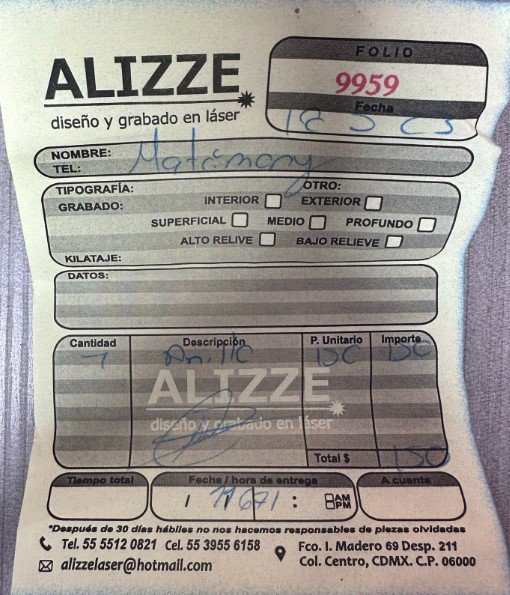 ALIZZE
diseño y grabado en láser
FOLIO
9959
Fecha
NOMBRE:
TEL:
TIPOGRAFÍA: OTRO:
GRABADO: INTERIOR EXTERIOR
SUPERFICIAL MEDIO PROFUNDO
ALTO RELIVE BAJO RELIEVE
KILATAJE:
DATOS:
Cantidad Descripción P. Unitario Importe
1
ALIZZE
diseño y grabado en láser
Total $ 150
Tiempo total Fecha / hora de entrega A cuenta
/ / : AM
PM
*Después de 30 días hábiles no nos hacemos responsables de piezas olvidadas
Tel. 55 5512 0821 Cel. 55 3955 6158
alizzelaser@hotmail.com
Fco. I. Madero 69 Desp. 211
Col. Centro, CDMX. C.P. 06000